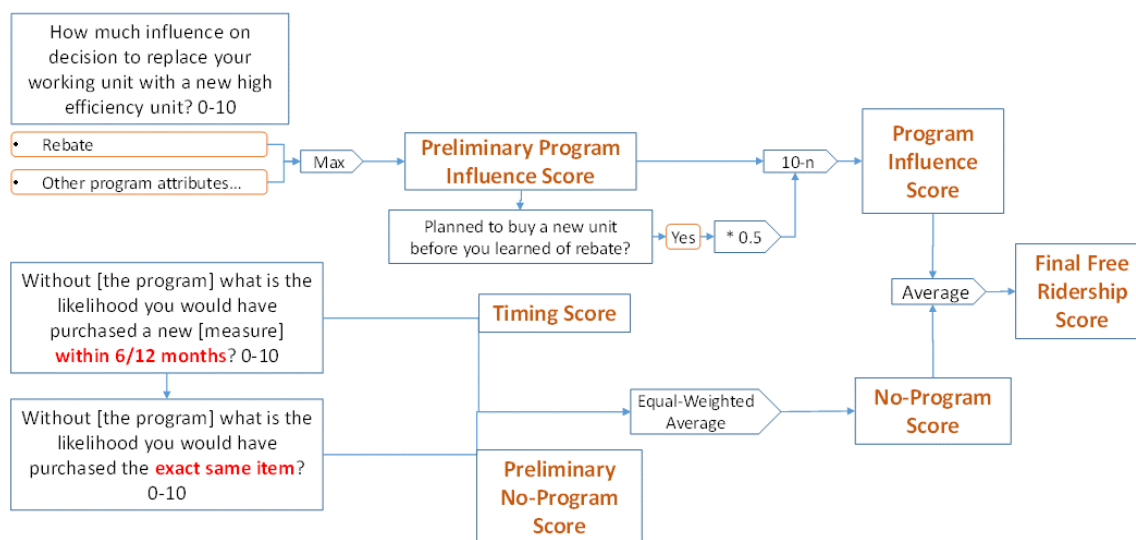 How much influence on
decision to replace your
working unit with a new high
efficiency unit? 0-10
• Rebate
• Other program attributes...
Max
Preliminary Program
Influence Score
10-n
Program
Influence
Score
Planned to buy a new unit
before you learned of rebate?
Yes
* 0.5
Without [the program] what is the
likelihood you would have
purchased a new [measure]
within 6/12 months? 0-10
Timing Score
Average
Final Free
Ridership
Score
Without [the program] what is the
likelihood you would have
purchased the exact same item?
0-10
Equal-Weighted
Average
No-Program
Score
Preliminary
No-Program
Score